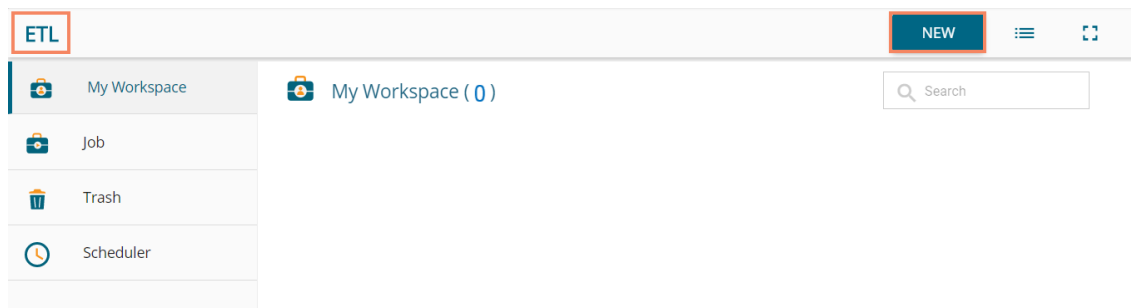 ETL
NEW
My Workspace
My Workspace ( 0 )
Search
Job
Trash
Scheduler